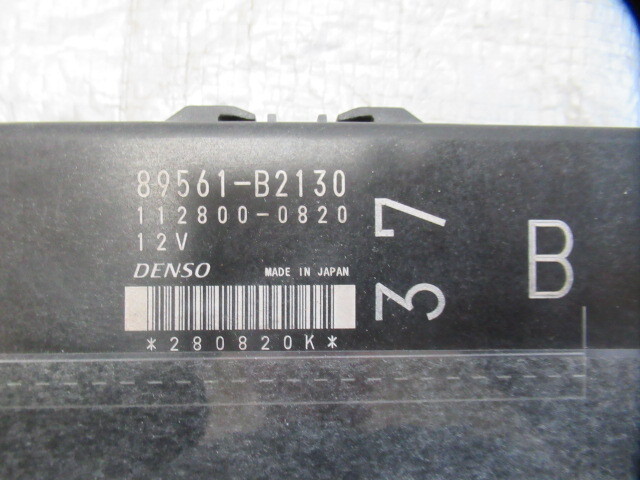 89561-B2130
112800-0820
12V
DENSO MADE IN JAPAN
*280820K*
37
B